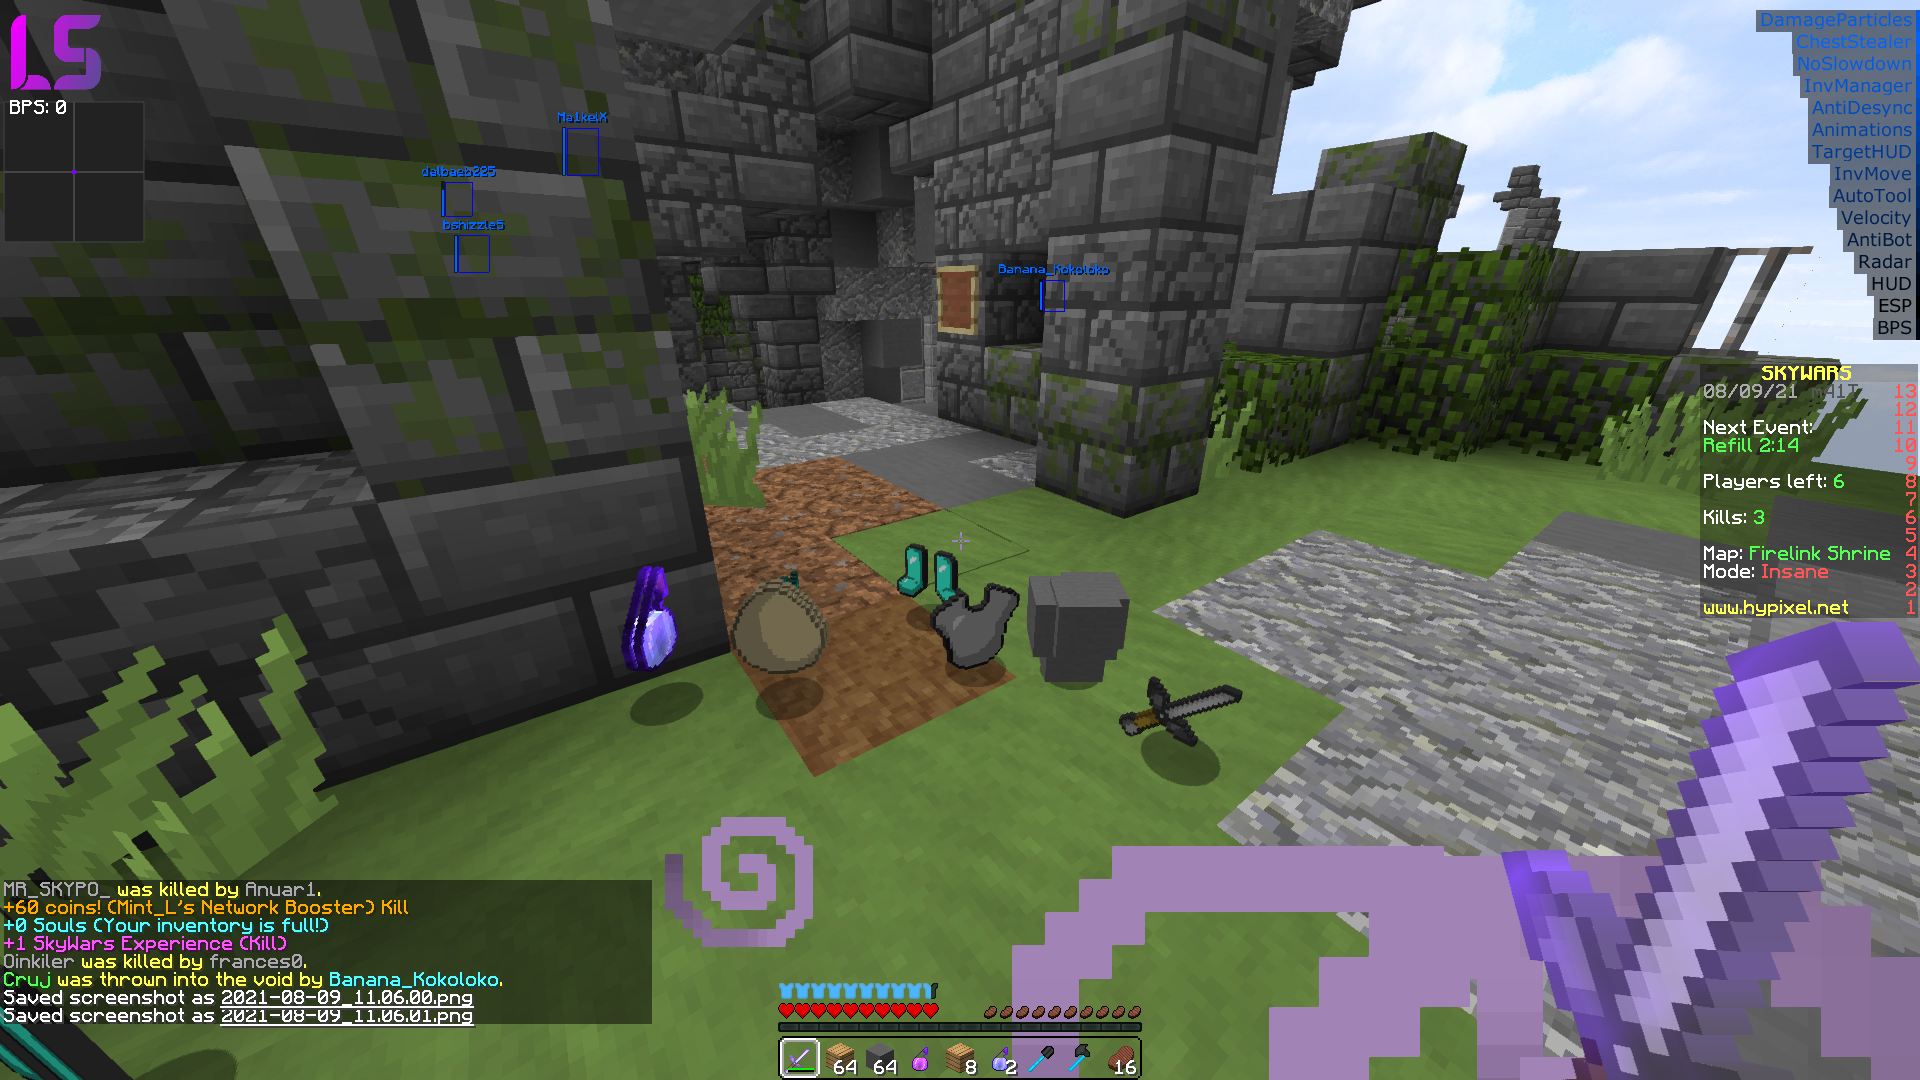 LS
BPS: 0
MaikelX
dalbaeb225
bshizzle5
Banana_Kokoloko
DamageParticles
ChestStealer
NoSlowdown
InvManager
AntiDesync
Animations
TargetHUD
InvMove
AutoTool
Velocity
AntiBot
Radar
HUD
ESP
BPS
SKYWARS
08/09/21 13
12
Next Event: 11
Refill 2:14 10
9
Players left: 6 8
7
Kills: 3 6
5
Map: Firelink Shrine 4
Mode: Insane 3
2
www.hypixel.net 1
MR_SKYPO_ was killed by Anuar1.
+60 coins! (Mint_L's Network Booster) Kill
+0 Souls (Your inventory is full!)
+1 SkyWars Experience (Kill)
Oinkiler was killed by frances0.
Cruj was thrown into the void by Banana_Kokoloko.
Saved screenshot as 2021-08-09_11.06.00.png
Saved screenshot as 2021-08-09_11.06.01.png
64 64 8 2 16